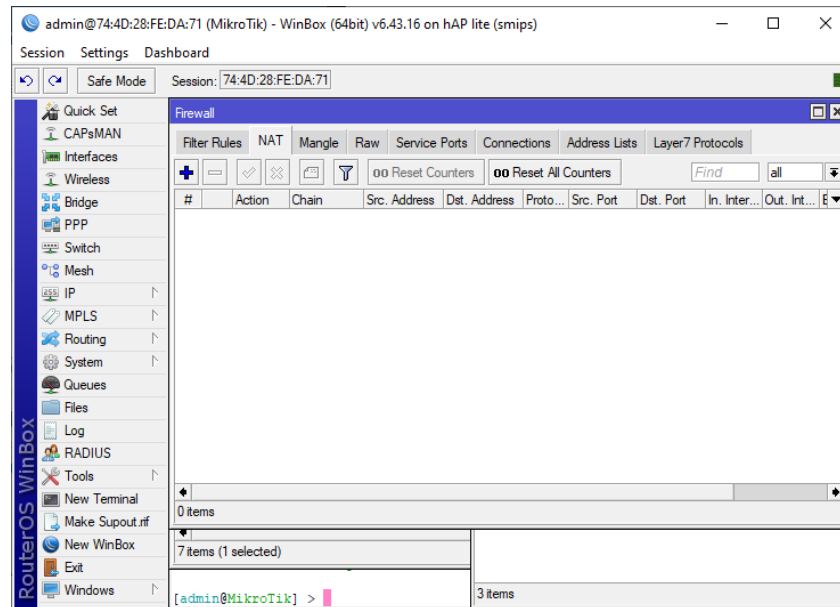 admin@74:4D:28:FE:DA:71 (MikroTik) - WinBox (64bit) v6.43.16 on hAP lite (smips)
Session Settings Dashboard
Safe Mode Session: 74:4D:28:FE:DA:71
Quick Set
CAPsMAN
Interfaces
Wireless
Bridge
PPP
Switch
Mesh
IP
MPLS
Routing
System
Queues
Files
Log
RADIUS
Tools
New Terminal
Make Supout.rif
New WinBox
Exit
Windows
RouterOS WinBox
Firewall
Filter Rules NAT Mangle Raw Service Ports Connections Address Lists Layer7 Protocols
00 Reset Counters 00 Reset All Counters Find all
# Action Chain Src. Address Dst. Address Proto... Src. Port Dst. Port In. Inter... Out. Int...
0 items
7 items (1 selected)
[admin@MikroTik] >
3 items